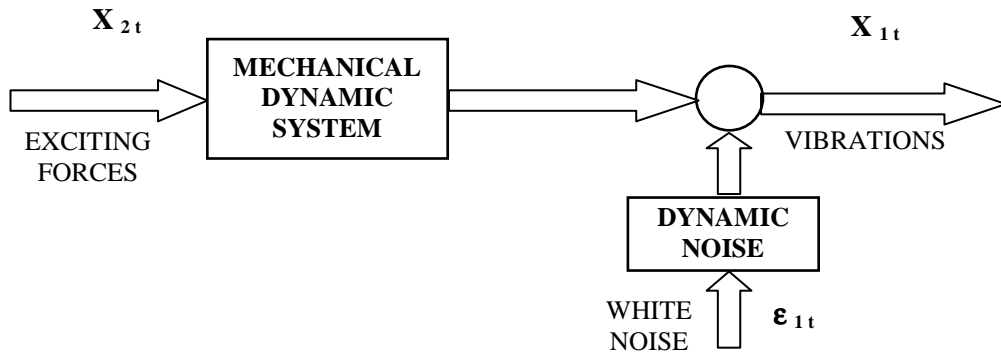 X 2 t
X 1 t
MECHANICAL
DYNAMIC
SYSTEM
EXCITING
FORCES
VIBRATIONS
DYNAMIC
NOISE
WHITE
NOISE
ε 1 t